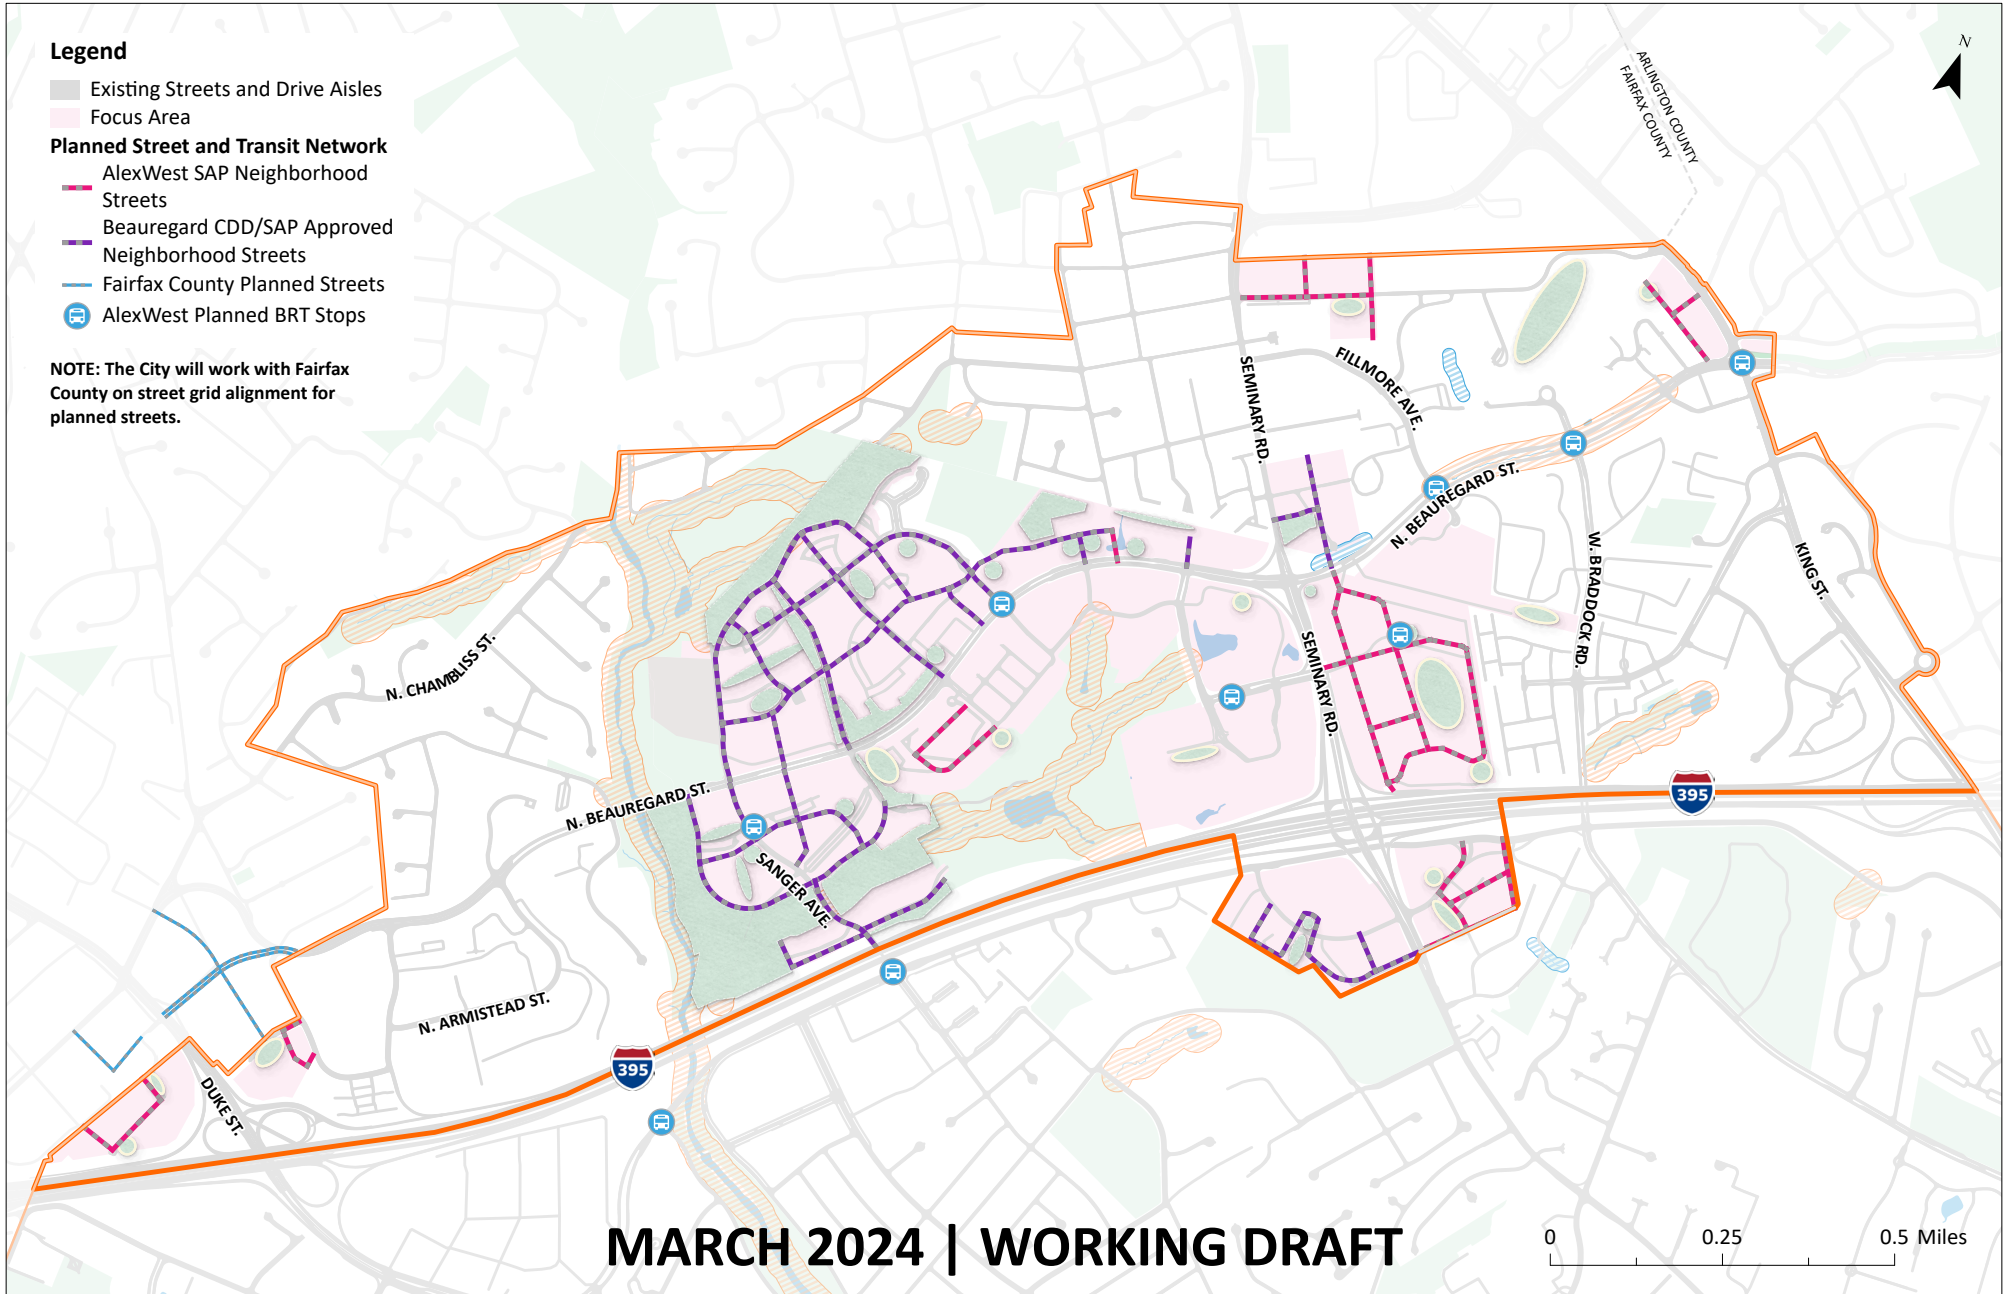 Legend
Existing Streets and Drive Aisles
Focus Area
Planned Street and Transit Network
AlexWest SAP Neighborhood
Streets
Beauregard CDD/SAP Approved
Neighborhood Streets
Fairfax County Planned Streets
AlexWest Planned BRT Stops
NOTE: The City will work with Fairfax
County on street grid alignment for
planned streets.
N
ARLINGTON COUNTY
FAIRFAX COUNTY
SEMINARY RD.
FILLMORE AVE.
N. BEAUREGARD ST.
W. BRADDOCK RD.
KING ST.
N. CHAMBLISS ST.
SEMINARY RD.
N. BEAUREGARD ST.
395
SANGER AVE.
N. ARMISTEAD ST.
395
DUKE ST.
MARCH 2024 | WORKING DRAFT
0 0.25 0.5 Miles